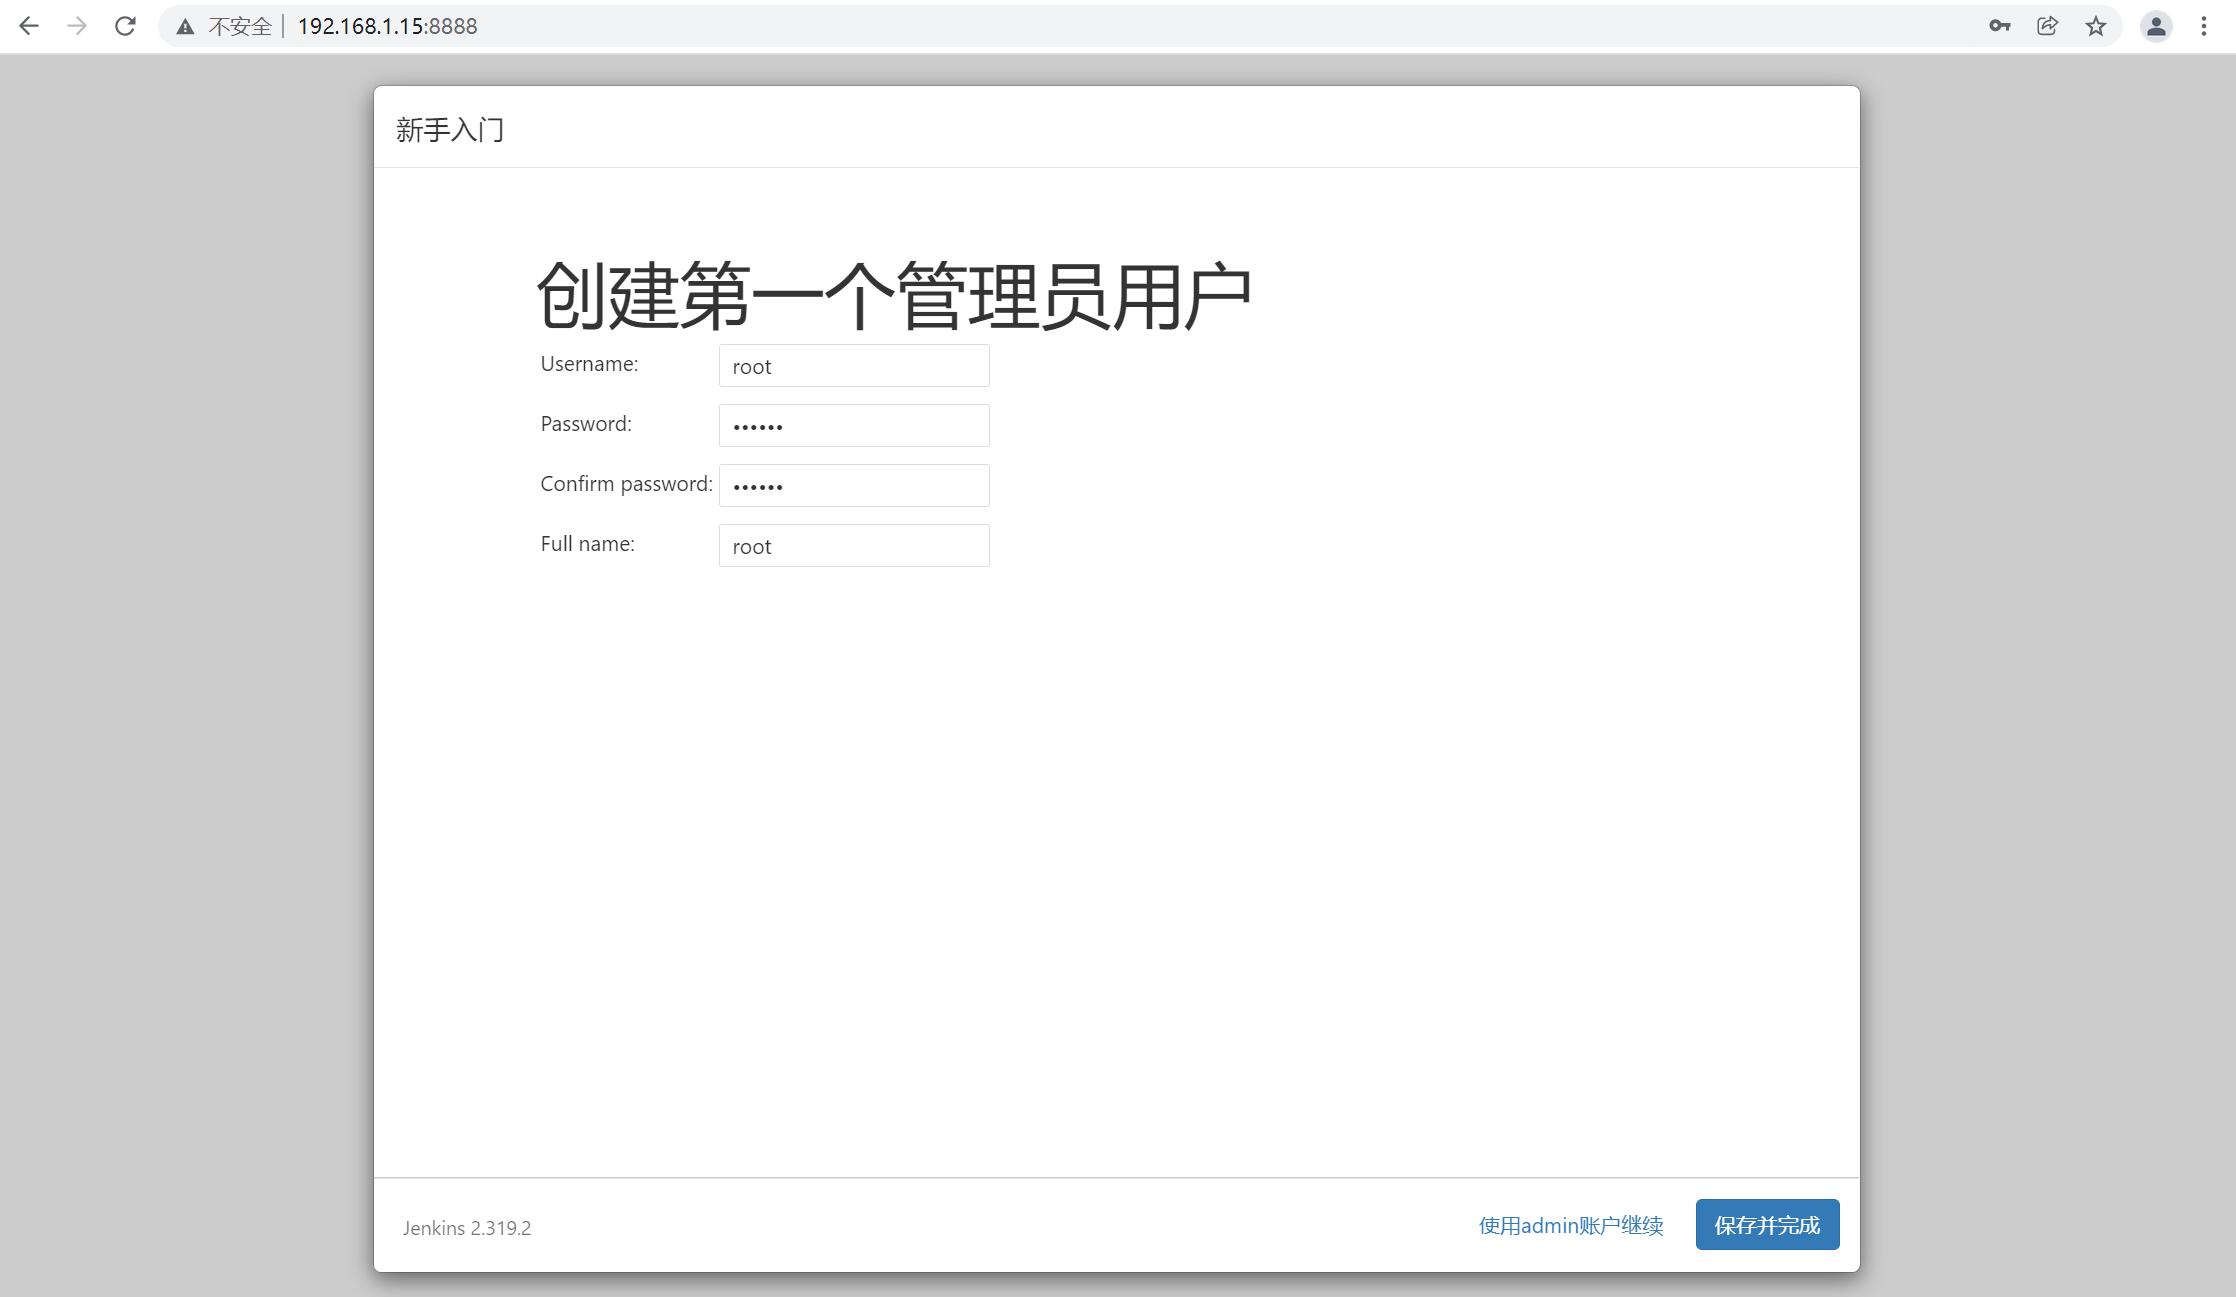 不安全 | 192.168.1.15:8888
新手入门
创建第一个管理员用户
Username: root
Password: ••••••
Confirm password: ••••••
Full name: root
Jenkins 2.319.2 使用admin账户继续 保存并完成